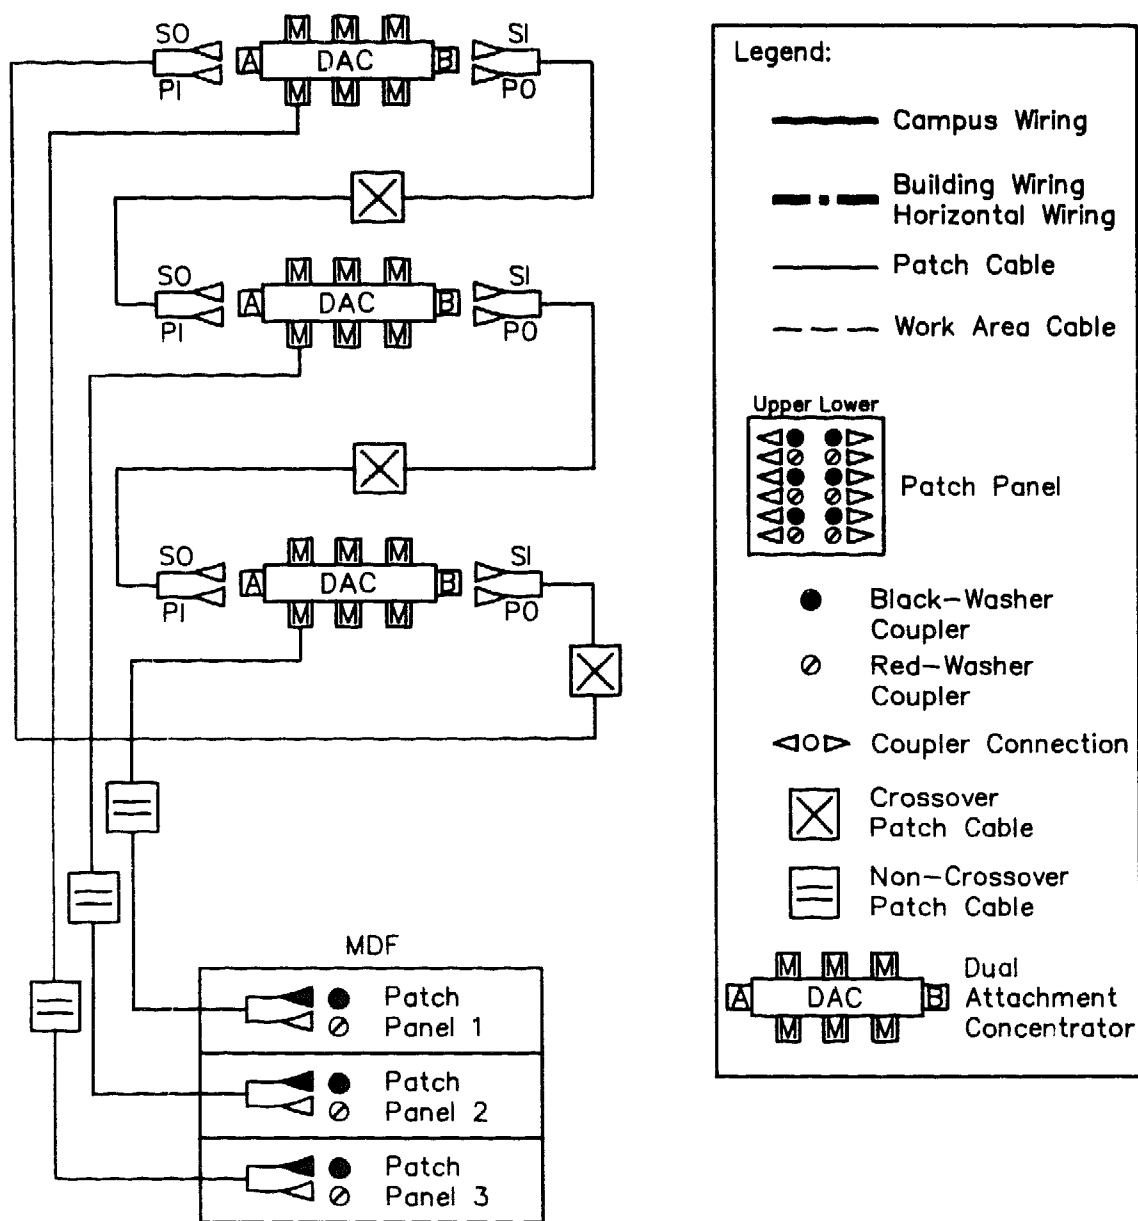 SO
SI
M M M
A DAC B
M M M
PI
PO
SO
SI
M M M
A DAC B
M M M
PI
PO
SO
SI
M M M
A DAC B
M M M
PI
PO
MDF
Patch
Panel 1
Patch
Panel 2
Patch
Panel 3
Legend:
Campus Wiring
Building Wiring
Horizontal Wiring
Patch Cable
Work Area Cable
Upper Lower
Patch Panel
Black-Washer
Coupler
Red-Washer
Coupler
Coupler Connection
Crossover
Patch Cable
Non-Crossover
Patch Cable
M M M
A DAC B
M M M
Dual
Attachment
Concentrator